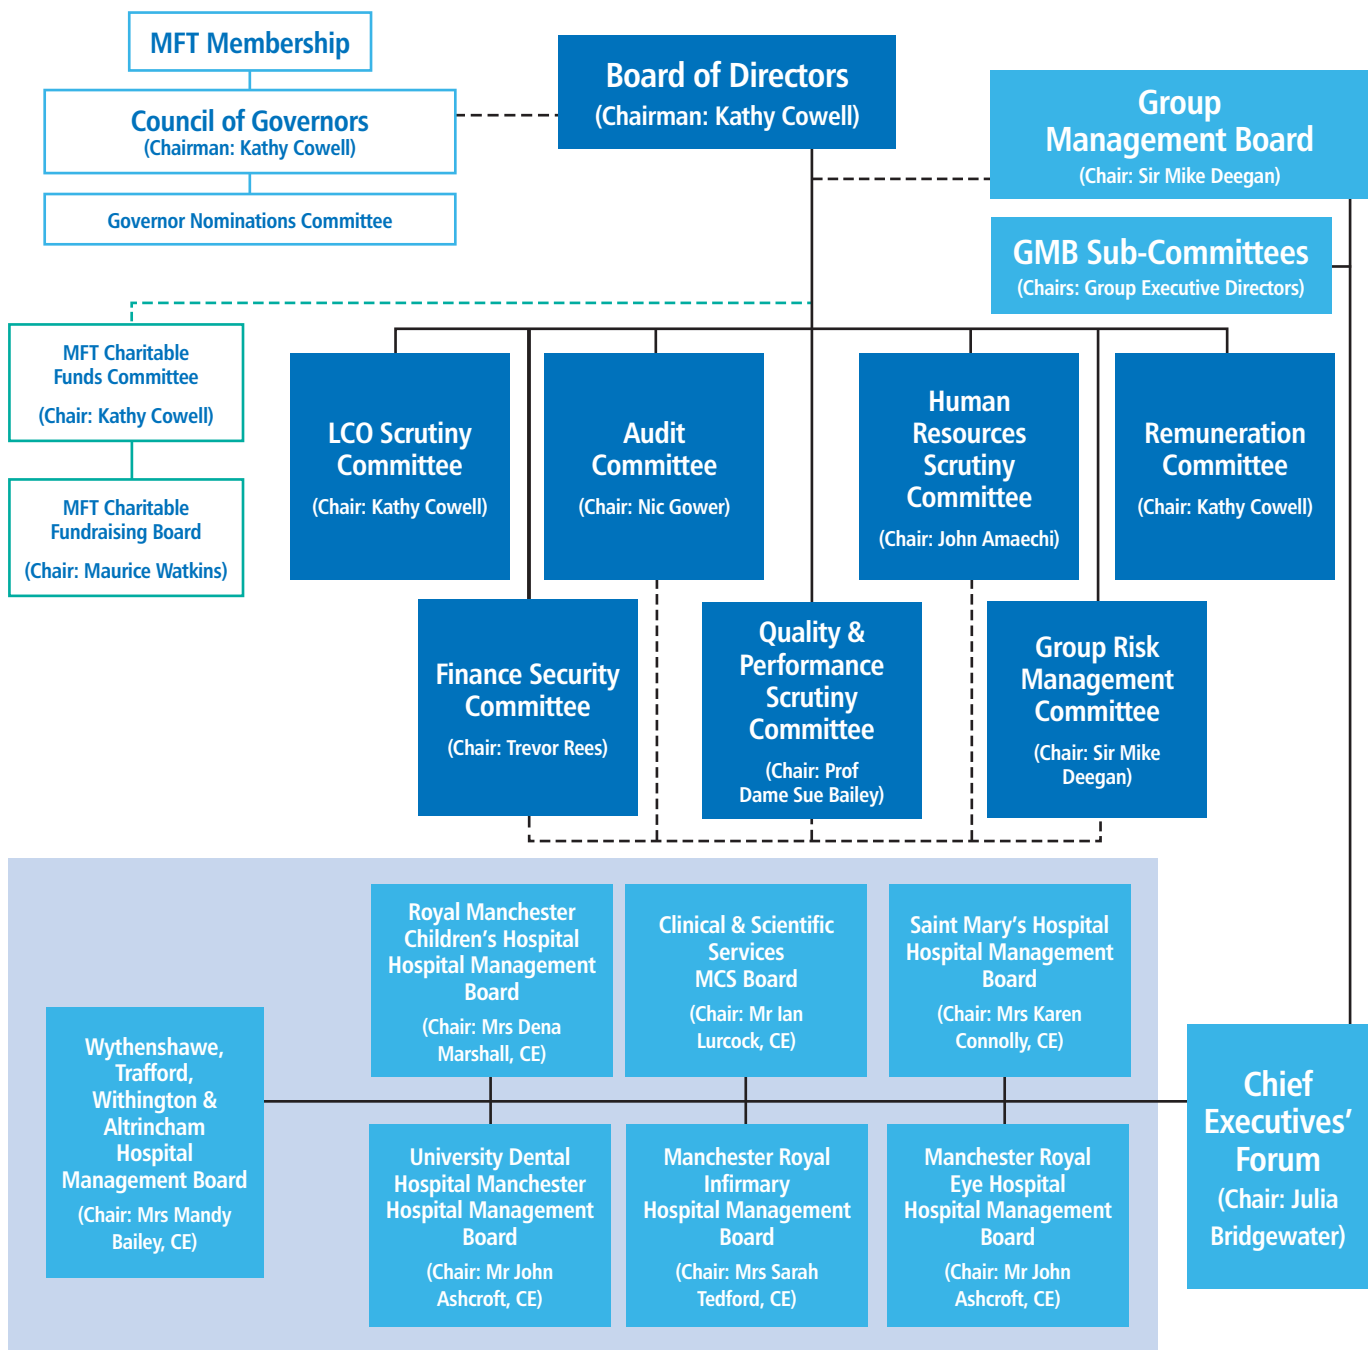 MFT Membership
Council of Governors
(Chairman: Kathy Cowell)
Governor Nominations Committee
Board of Directors
(Chairman: Kathy Cowell)
Group
Management Board
(Chair: Sir Mike Deegan)
GMB Sub-Committees
(Chairs: Group Executive Directors)
MFT Charitable
Funds Committee
(Chair: Kathy Cowell)
MFT Charitable
Fundraising Board
(Chair: Maurice Watkins)
LCO Scrutiny
Committee
(Chair: Kathy Cowell)
Audit
Committee
(Chair: Nic Gower)
Human
Resources
Scrutiny
Committee
(Chair: John Amaechi)
Remuneration
Committee
(Chair: Kathy Cowell)
Finance Security
Committee
(Chair: Trevor Rees)
Quality &
Performance
Scrutiny
Committee
(Chair: Prof
Dame Sue Bailey)
Group Risk
Management
Committee
(Chair: Sir Mike
Deegan)
Royal Manchester
Children's Hospital
Hospital Management
Board
(Chair: Mrs Dena
Marshall, CE)
Clinical & Scientific
Services
MCS Board
(Chair: Mr Ian
Lurcock, CE)
Saint Mary's Hospital
Hospital Management
Board
(Chair: Mrs Karen
Connolly, CE)
Wythenshawe,
Trafford,
Withington &
Altrincham
Hospital
Management Board
(Chair: Mrs Mandy
Bailey, CE)
University Dental
Hospital Manchester
Hospital Management
Board
(Chair: Mr John
Ashcroft, CE)
Manchester Royal
Infirmary
Hospital Management
Board
(Chair: Mrs Sarah
Tedford, CE)
Manchester Royal
Eye Hospital
Hospital Management
Board
(Chair: Mr John
Ashcroft, CE)
Chief
Executives'
Forum
(Chair: Julia
Bridgewater)